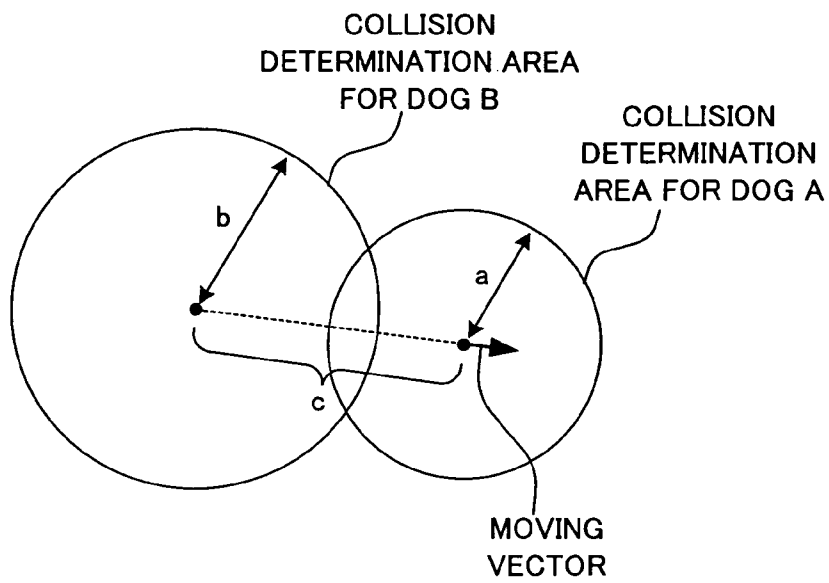 COLLISION
DETERMINATION AREA
FOR DOG B
COLLISION
DETERMINATION
AREA FOR DOG A
b
a
c
MOVING
VECTOR